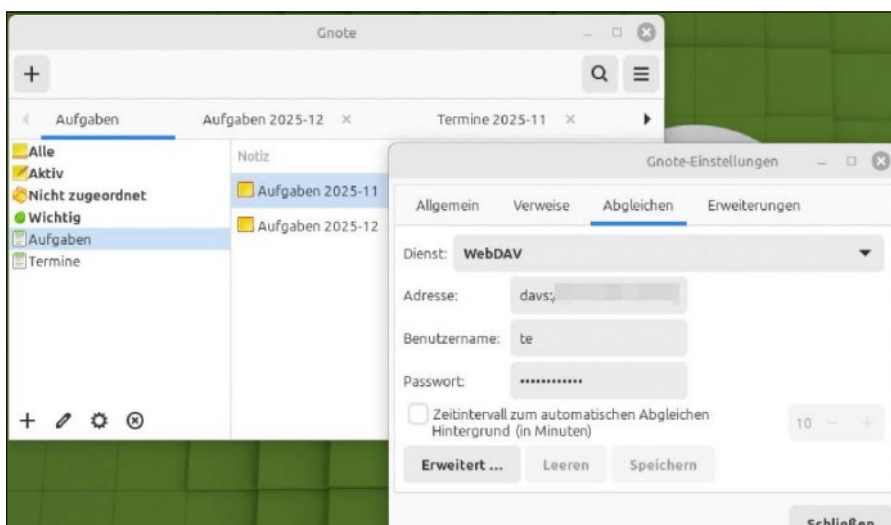 Gnote
Aufgaben
Aufgaben 2025-12
Termine 2025-11
Alle
Aktiv
Nicht zugeordnet
Wichtig
Aufgaben
Termine
Notiz
Aufgaben 2025-11
Aufgaben 2025-12
Gnote-Einstellungen
Allgemein Verweise Abgleichen Erweiterungen
Dienst: WebDAV
Adresse: davs:/
Benutzername: te
Passwort: ••••••••••••
Zeitintervall zum automatischen Abgleichen
Hintergrund (in Minuten)
10
Erweitert ... Leeren Speichern
Schließen